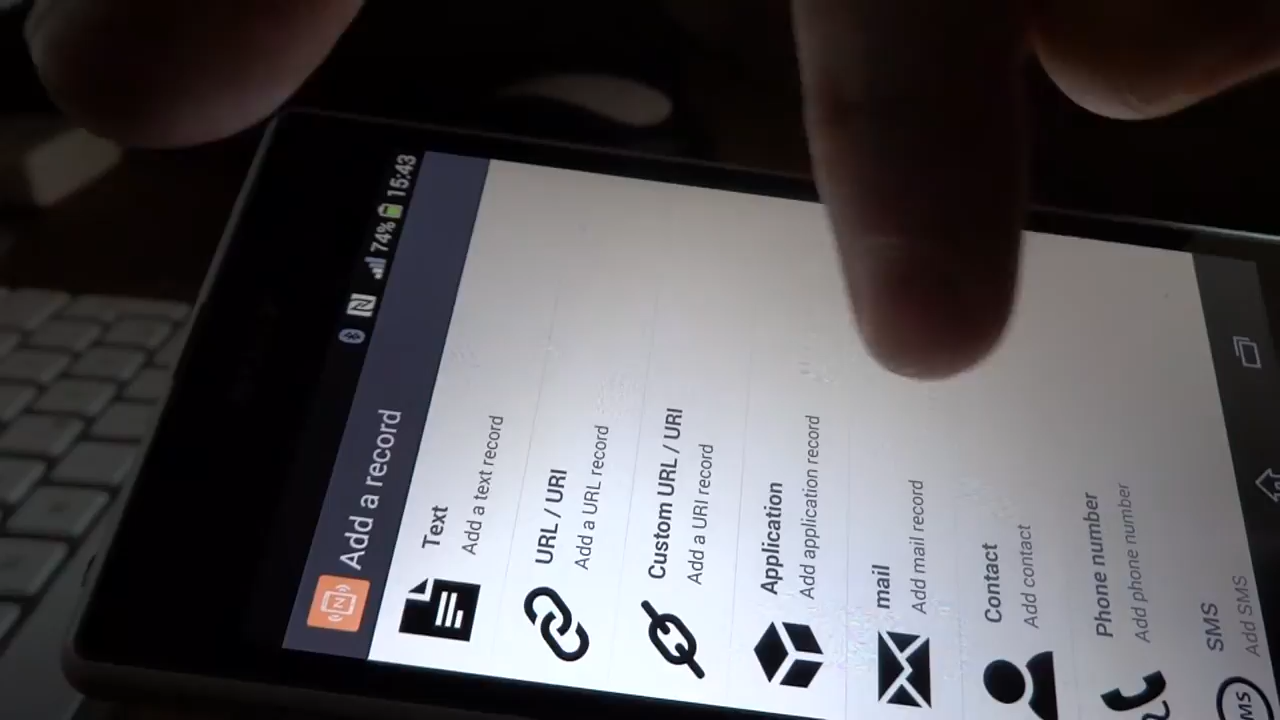 74% 15:43
Add a record
Text
Add a text record
URL / URI
Add a URL record
Custom URL / URI
Add a URI record
Application
Add application record
mail
Add mail record
Contact
Add contact
Phone number
Add phone number
SMS
Add SMS